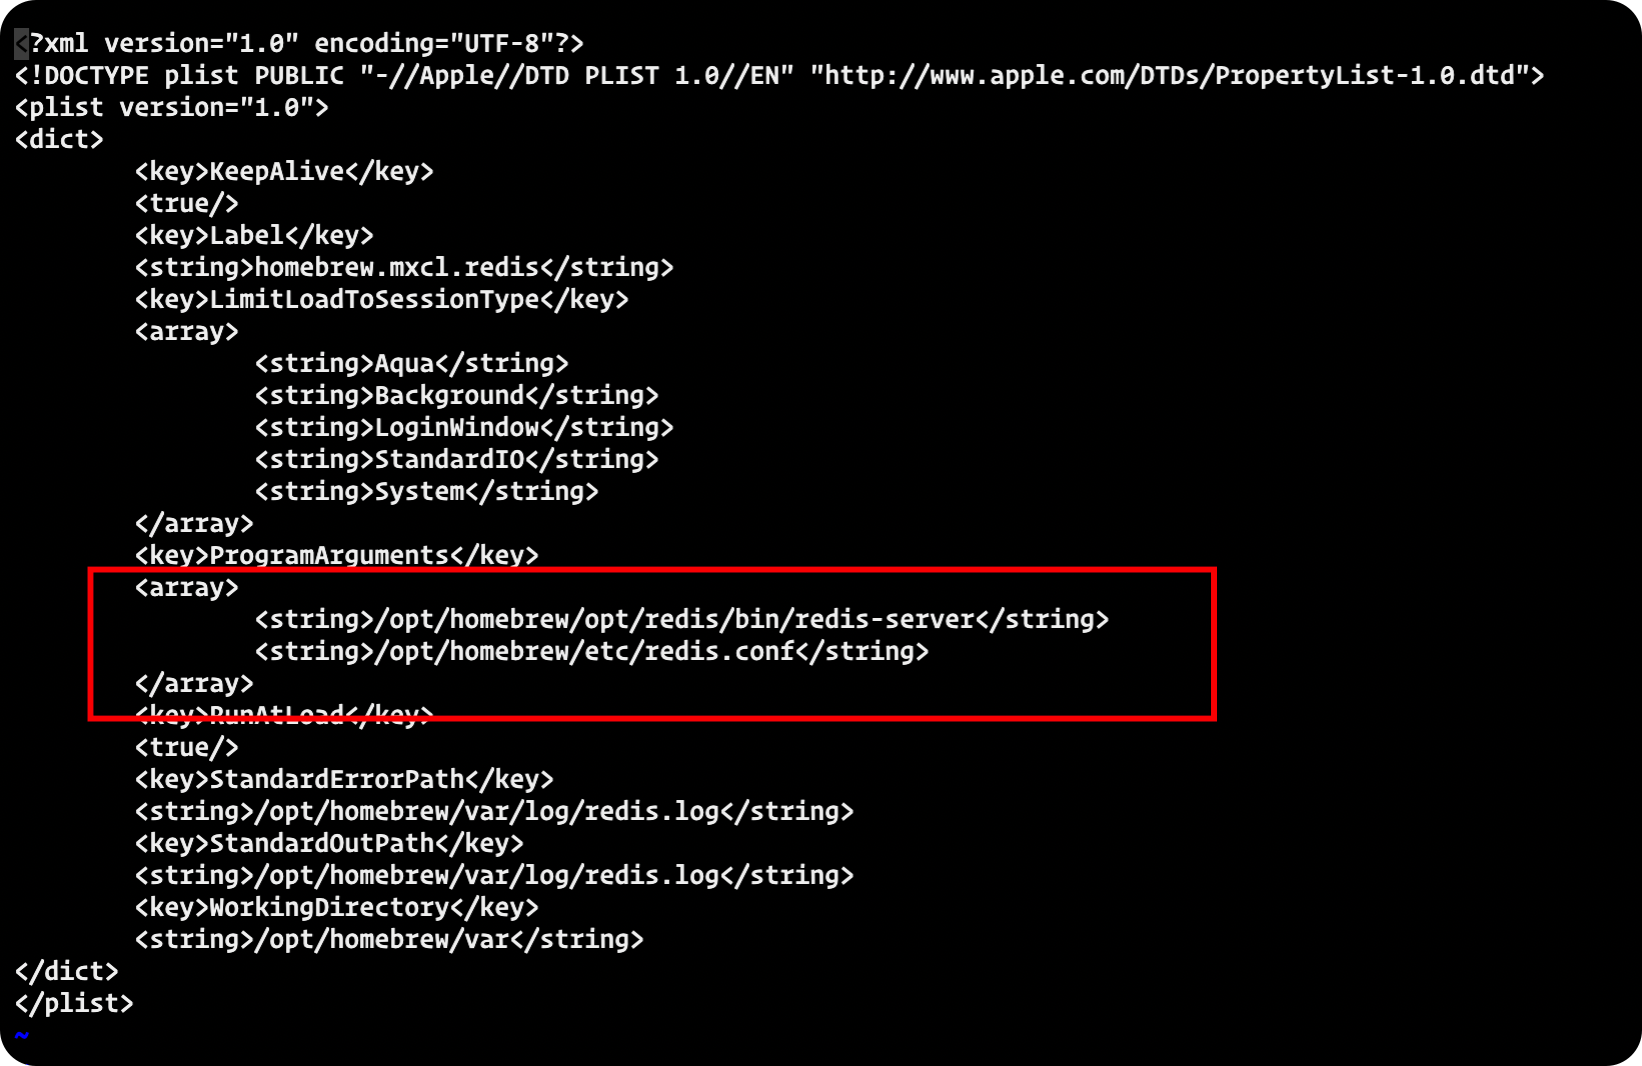 <?xml version="1.0" encoding="UTF-8"?>
<!DOCTYPE plist PUBLIC "-//Apple//DTD PLIST 1.0//EN" "http://www.apple.com/DTDs/PropertyList-1.0.dtd">
<plist version="1.0">
<dict>
        <key>KeepAlive</key>
        <true/>
        <key>Label</key>
        <string>homebrew.mxcl.redis</string>
        <key>LimitLoadToSessionType</key>
        <array>
                <string>Aqua</string>
                <string>Background</string>
                <string>LoginWindow</string>
                <string>StandardIO</string>
                <string>System</string>
        </array>
        <key>ProgramArguments</key>
        <array>
                <string>/opt/homebrew/opt/redis/bin/redis-server</string>
                <string>/opt/homebrew/etc/redis.conf</string>
        </array>
        <key>RunAtLoad</key>
        <true/>
        <key>StandardErrorPath</key>
        <string>/opt/homebrew/var/log/redis.log</string>
        <key>StandardOutPath</key>
        <string>/opt/homebrew/var/log/redis.log</string>
        <key>WorkingDirectory</key>
        <string>/opt/homebrew/var</string>
</dict>
</plist>
~